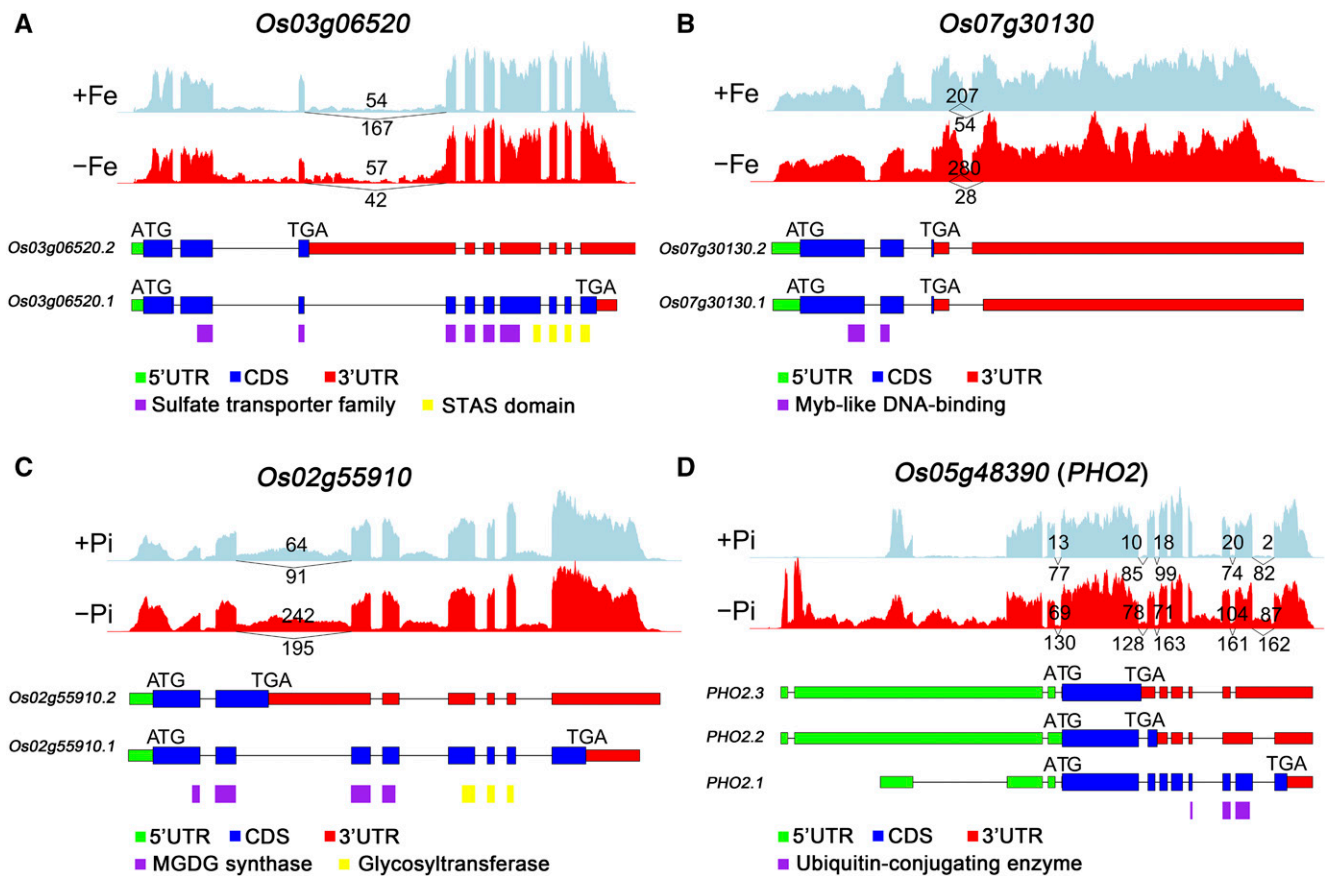 A
Os03g06520
+Fe
54
167
−Fe
57
42
ATG
TGA
Os03g06520.2
ATG
TGA
Os03g06520.1
5'UTR CDS 3'UTR
Sulfate transporter family STAS domain
B
Os07g30130
+Fe
207
54
−Fe
280
28
ATG
TGA
Os07g30130.2
ATG
TGA
Os07g30130.1
5'UTR CDS 3'UTR
Myb-like DNA-binding
C
Os02g55910
+Pi
64
91
−Pi
242
195
ATG
TGA
Os02g55910.2
ATG
TGA
Os02g55910.1
5'UTR CDS 3'UTR
MGDG synthase Glycosyltransferase
D
Os05g48390 (PHO2)
+Pi
13 10 18 20 2
77 85 99 74 82
−Pi
69 78 71 104 87
130 128 163 161 162
ATG TGA
PHO2.3
ATG TGA
PHO2.2
ATG TGA
PHO2.1
5'UTR CDS 3'UTR
Ubiquitin-conjugating enzyme